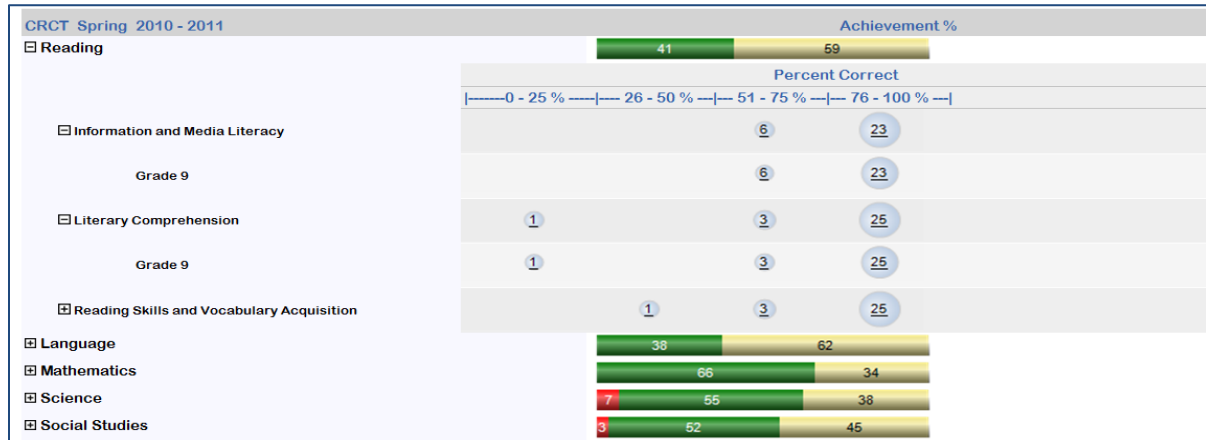 CRCT Spring 2010 - 2011 Achievement %
Reading 41 59
Percent Correct
|-------0 - 25 % -----|---- 26 - 50 % ---|--- 51 - 75 % ---|--- 76 - 100 % ---|
Information and Media Literacy 6 23
Grade 9 6 23
Literary Comprehension 1 3 25
Grade 9 1 3 25
Reading Skills and Vocabulary Acquisition 1 3 25
Language 38 62
Mathematics 66 34
Science 7 55 38
Social Studies 3 52 45